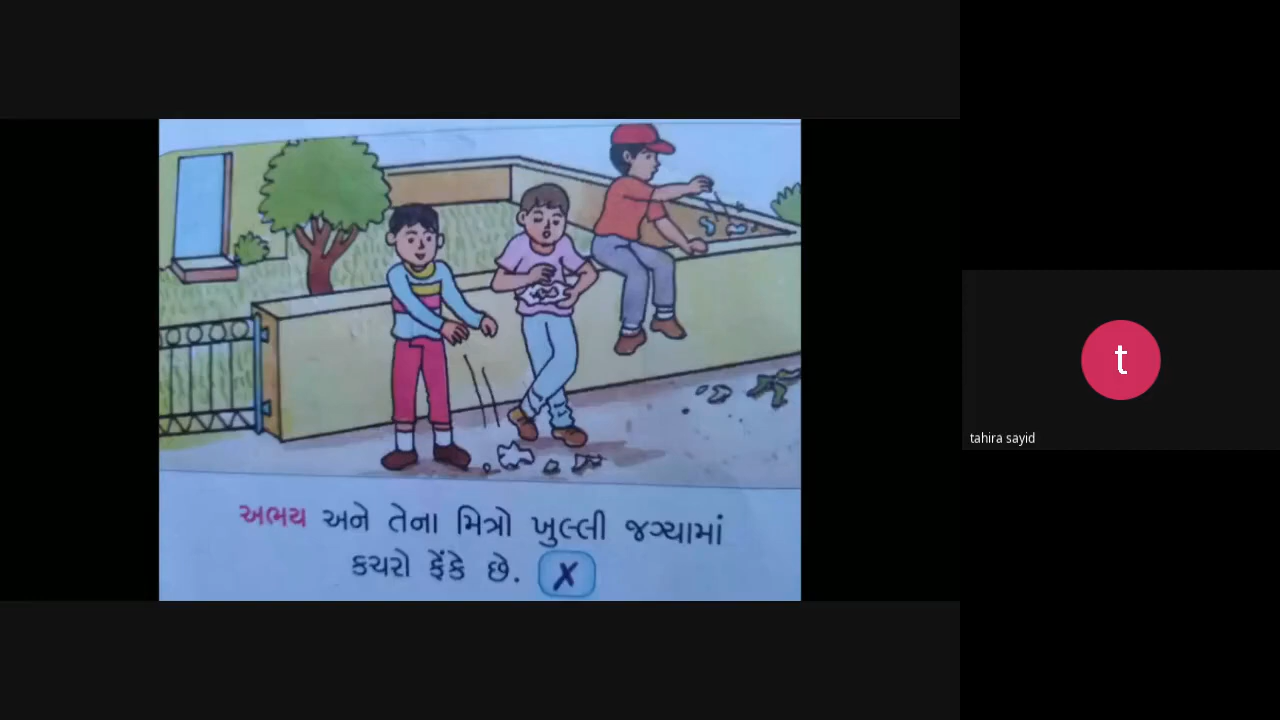 અભય અને તેના મિત્રો ખુલ્લી જગ્યામાં
કચરો ફેંકે છે. X
t
tahira sayid